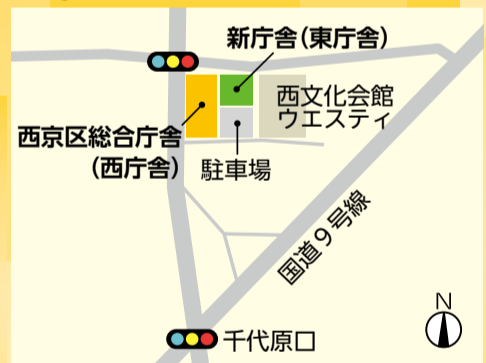 新庁舎（東庁舎）
西文化会館
ウエスティ
西京区総合庁舎
（西庁舎）
駐車場
国道９号線
N
千代原口